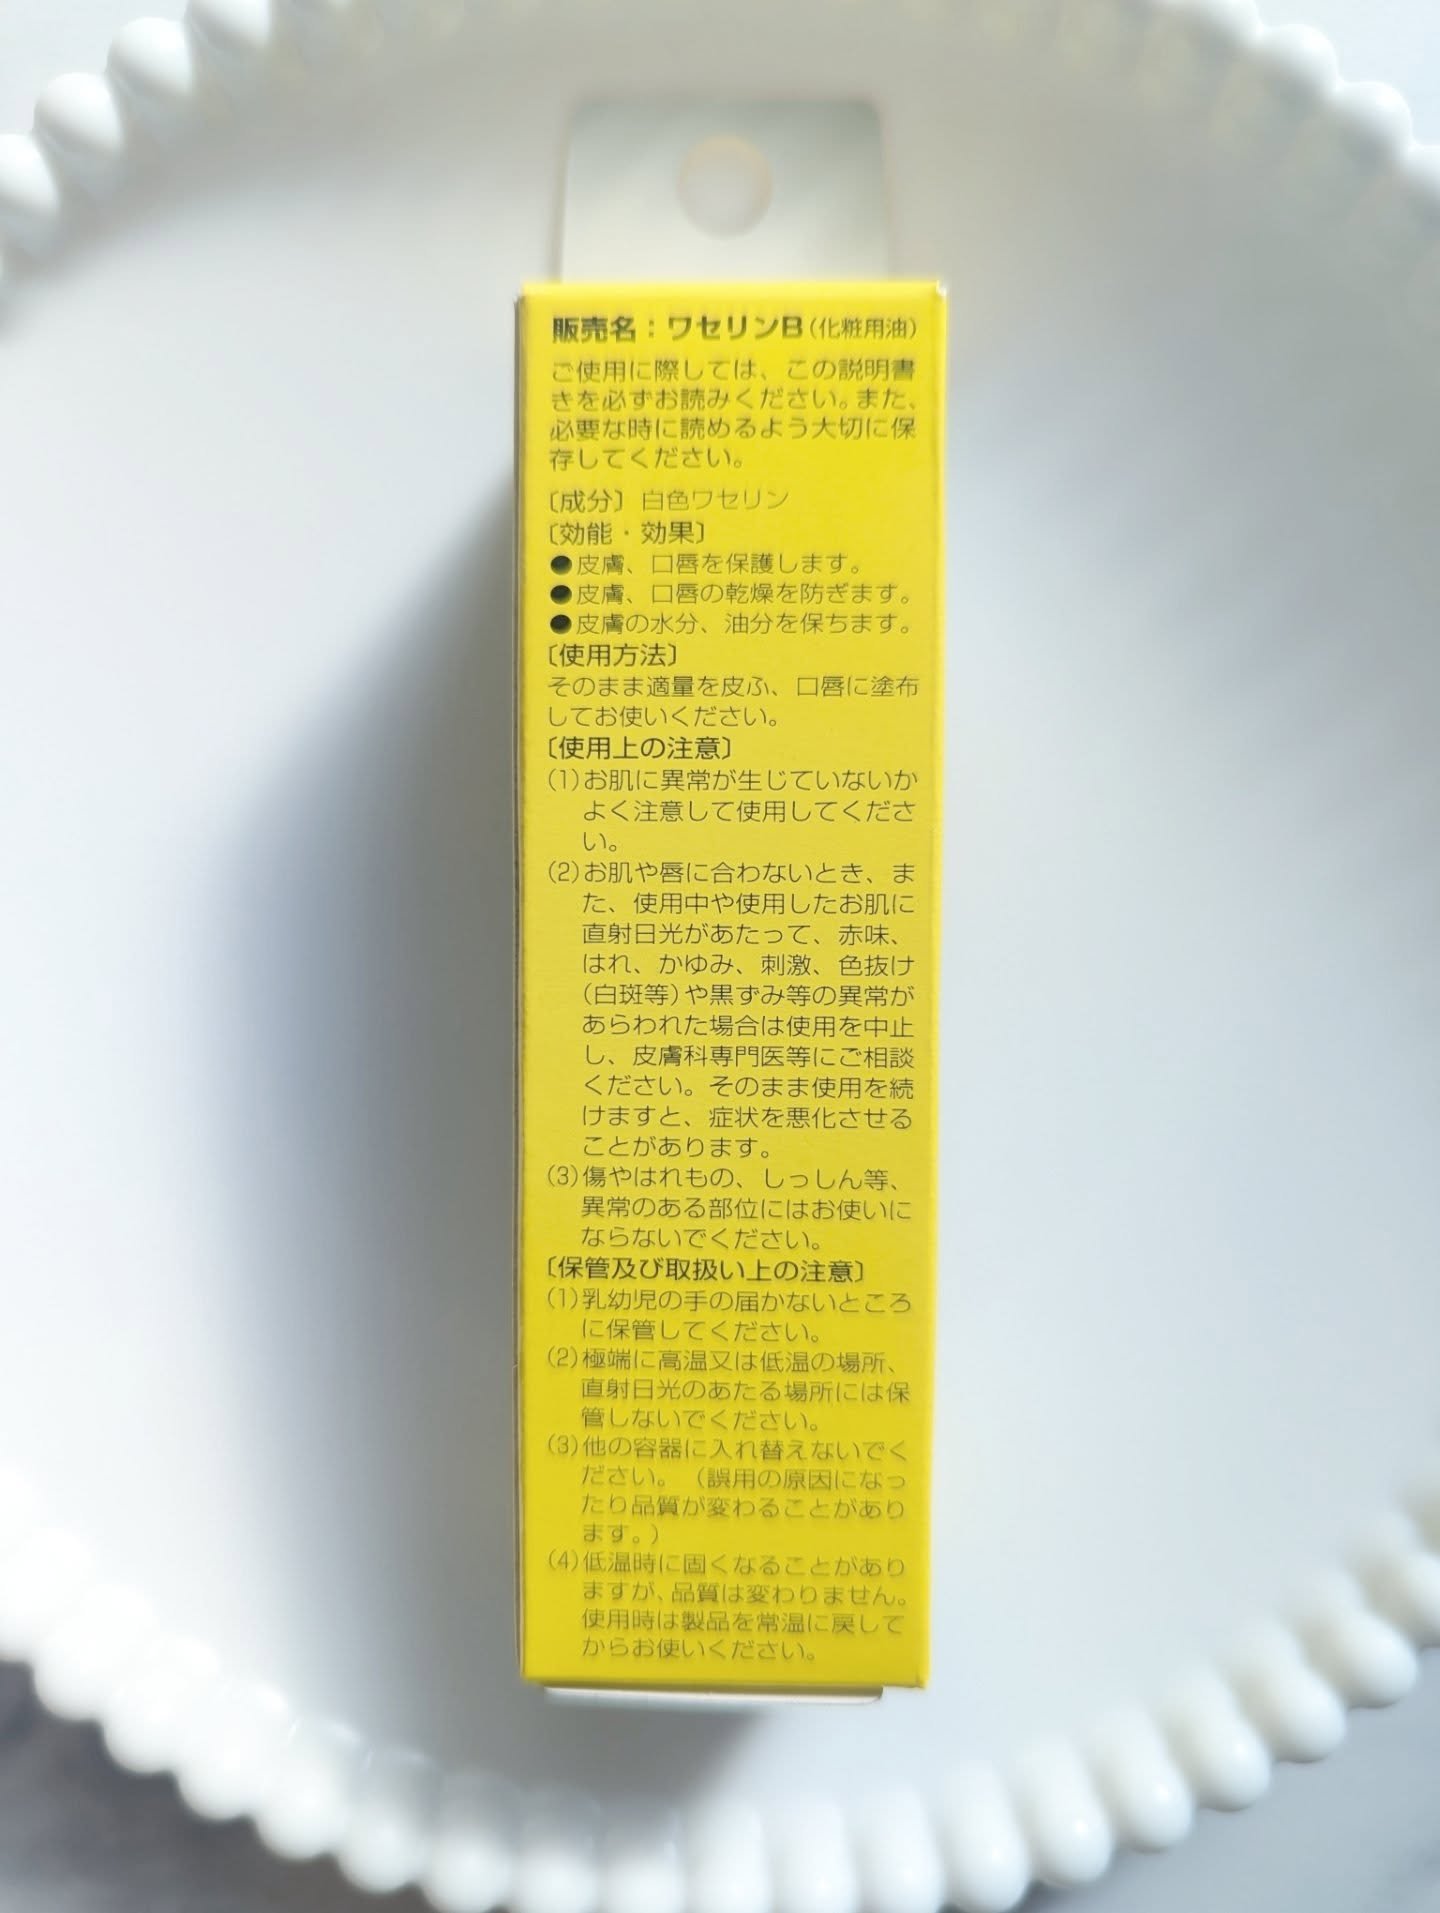 販売名：ワセリンB（化粧用油）
ご使用に際しては、この説明書
きを必ずお読みください。また、
必要な時に読めるよう大切に保
存してください。
〔成分〕白色ワセリン
〔効能・効果〕
●皮膚、口唇を保護します。
●皮膚、口唇の乾燥を防ぎます。
●皮膚の水分、油分を保ちます。
〔使用方法〕
そのまま適量を皮ふ、口唇に塗布
してお使いください。
〔使用上の注意〕
(1)お肌に異常が生じていないか
よく注意して使用してくださ
い。
(2)お肌や唇に合わないとき、ま
た、使用中や使用したお肌に
直射日光があたって、赤味、
はれ、かゆみ、刺激、色抜け
(白斑等)や黒ずみ等の異常が
あらわれた場合は使用を中止
し、皮膚科専門医等にご相談
ください。そのまま使用を続
けますと、症状を悪化させる
ことがあります。
(3)傷やはれもの、しっしん等、
異常のある部位にはお使いに
ならないでください。
〔保管及び取扱い上の注意〕
(1)乳幼児の手の届かないところ
に保管してください。
(2)極端に高温又は低温の場所、
直射日光のあたる場所には保
管しないでください。
(3)他の容器に入れ替えないでく
ださい。（誤用の原因になっ
たり品質が変わることがあり
ます。）
(4)低温時に固くなることがあり
ますが、品質は変わりません。
使用時は製品を常温に戻して
からお使いください。